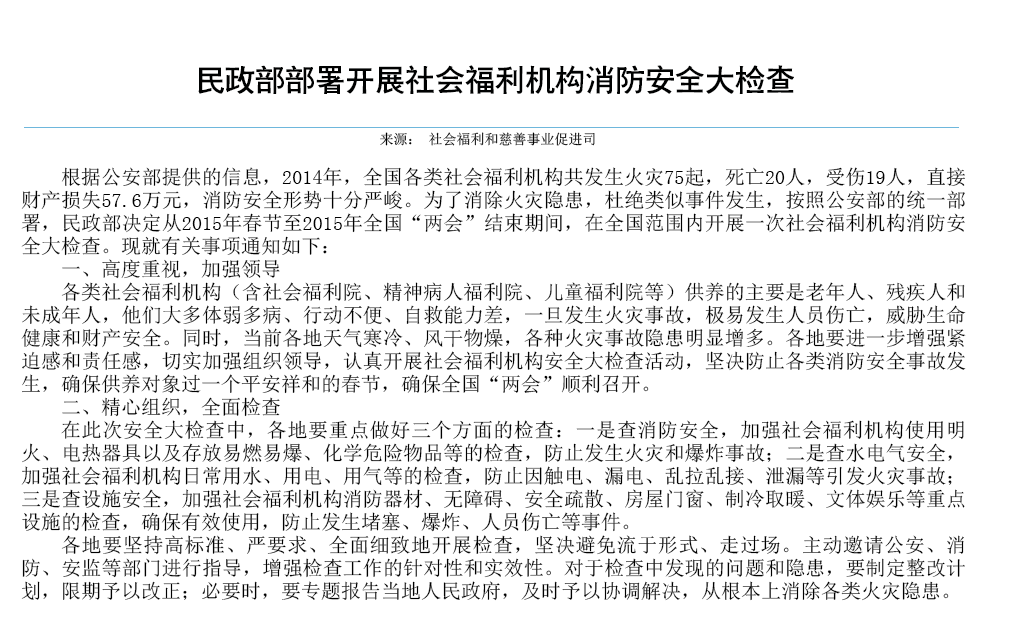 民政部部署开展社会福利机构消防安全大检查
来源： 社会福利和慈善事业促进司
根据公安部提供的信息，2014年，全国各类社会福利机构共发生火灾75起，死亡20人，受伤19人，直接
财产损失57.6万元，消防安全形势十分严峻。为了消除火灾隐患，杜绝类似事件发生，按照公安部的统一部
署，民政部决定从2015年春节至2015年全国“两会”结束期间，在全国范围内开展一次社会福利机构消防安
全大检查。现就有关事项通知如下：
一、高度重视，加强领导
各类社会福利机构（含社会福利院、精神病人福利院、儿童福利院等）供养的主要是老年人、残疾人和
未成年人，他们大多体弱多病、行动不便、自救能力差，一旦发生火灾事故，极易发生人员伤亡，威胁生命
健康和财产安全。同时，当前各地天气寒冷、风干物燥，各种火灾事故隐患明显增多。各地要进一步增强紧
迫感和责任感，切实加强组织领导，认真开展社会福利机构安全大检查活动，坚决防止各类消防安全事故发
生，确保供养对象过一个平安祥和的春节，确保全国“两会”顺利召开。
二、精心组织，全面检查
在此次安全大检查中，各地要重点做好三个方面的检查：一是查消防安全，加强社会福利机构使用明
火、电热器具以及存放易燃易爆、化学危险物品等的检查，防止发生火灾和爆炸事故；二是查水电气安全，
加强社会福利机构日常用水、用电、用气等的检查，防止因触电、漏电、乱拉乱接、泄漏等引发火灾事故；
三是查设施安全，加强社会福利机构消防器材、无障碍、安全疏散、房屋门窗、制冷取暖、文体娱乐等重点
设施的检查，确保有效使用，防止发生堵塞、爆炸、人员伤亡等事件。
各地要坚持高标准、严要求、全面细致地开展检查，坚决避免流于形式、走过场。主动邀请公安、消
防、安监等部门进行指导，增强检查工作的针对性和实效性。对于检查中发现的问题和隐患，要制定整改计
划，限期予以改正；必要时，要专题报告当地人民政府，及时予以协调解决，从根本上消除各类火灾隐患。